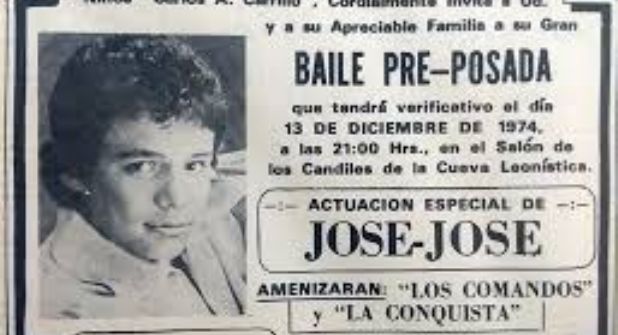 Niños "Carlos A. Carrillo", Cordialmente invita a Ud.
y a su Apreciable Familia a su Gran
BAILE PRE-POSADA
que tendrá verificativo el día
13 DE DICIEMBRE DE 1974,
a las 21:00 Hrs., en el Salón de
los Candiles de la Cueva Leonística.
-:- ACTUACION ESPECIAL DE -:-
JOSE-JOSE
AMENIZARAN: "LOS COMANDOS"
y "LA CONQUISTA"